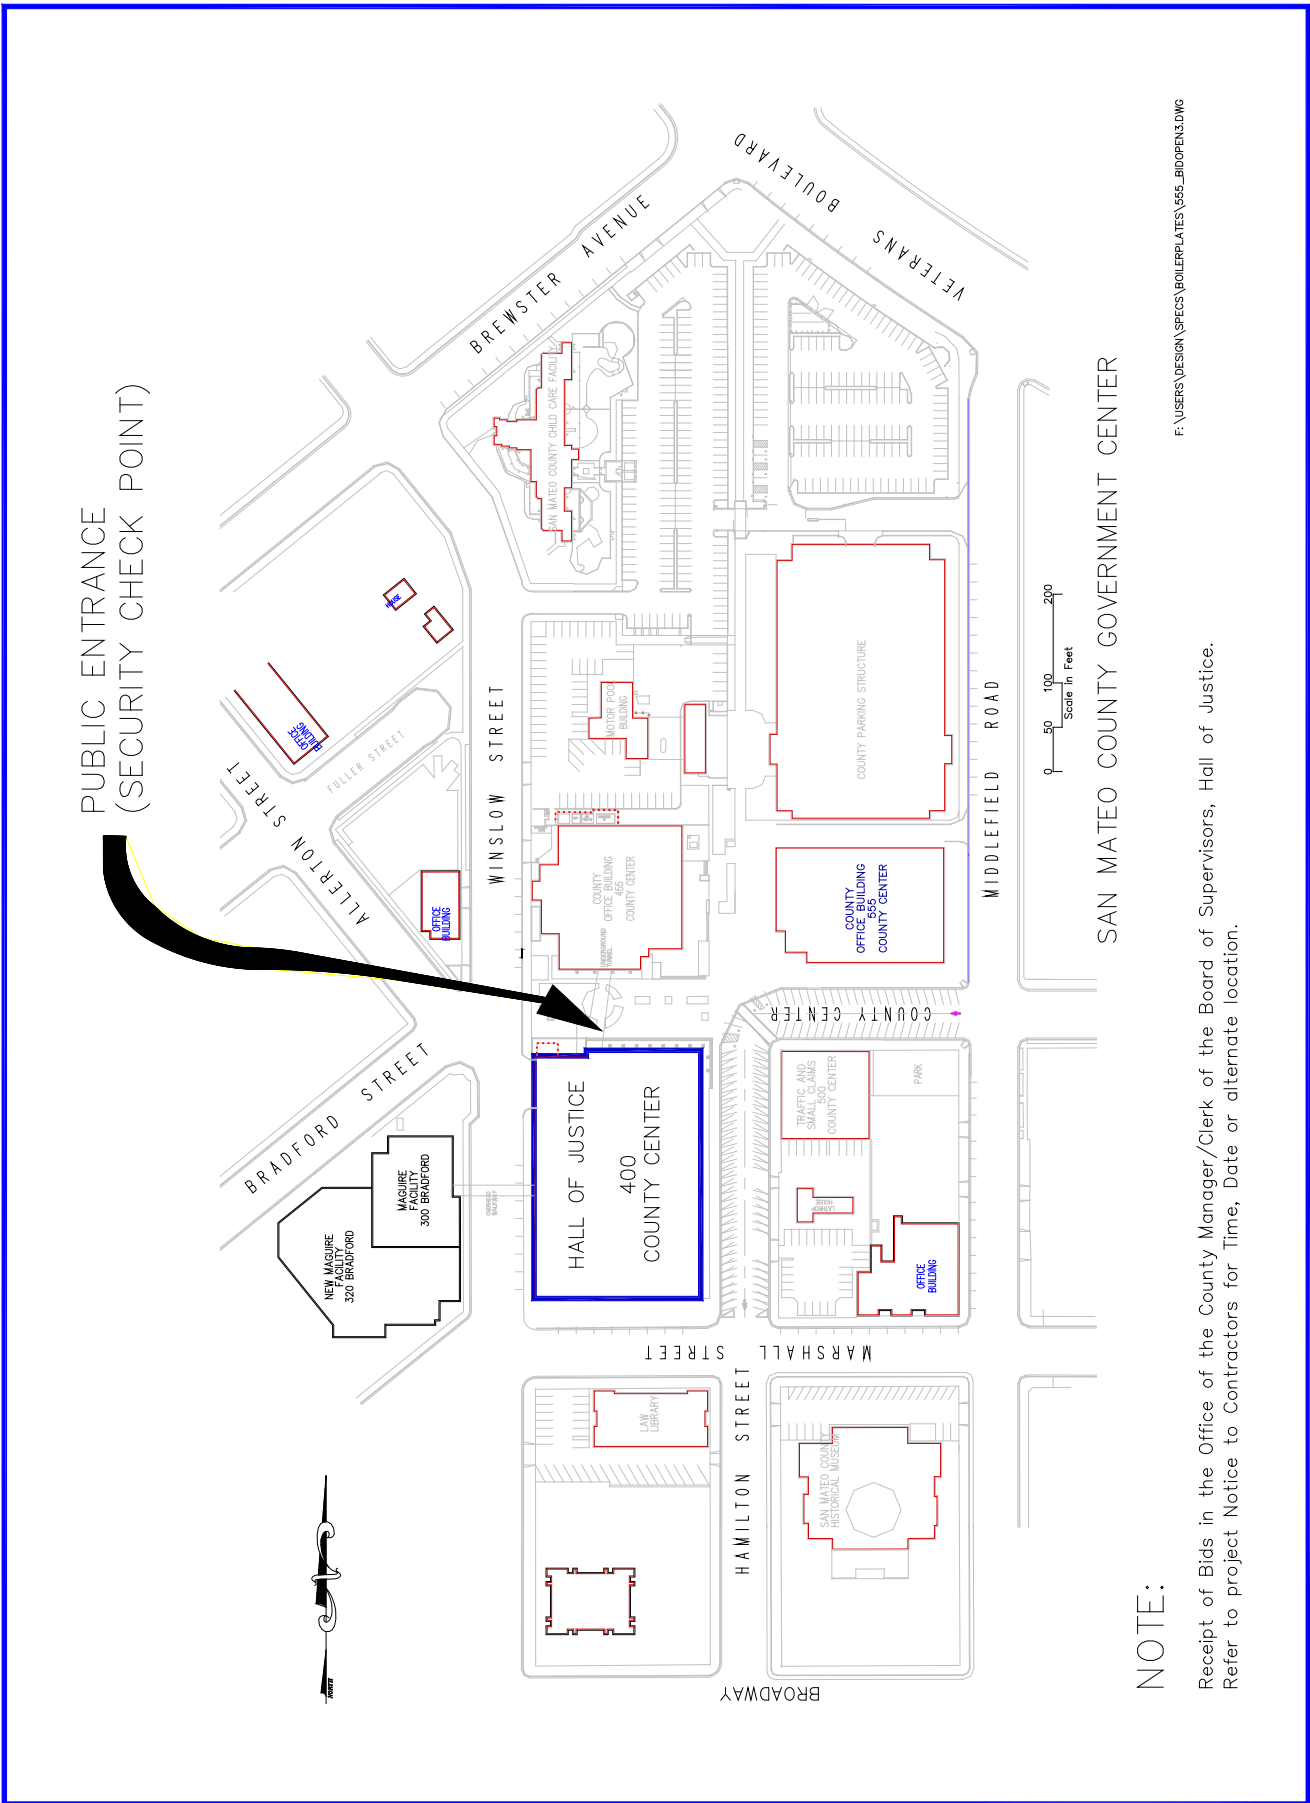 PUBLIC ENTRANCE
(SECURITY CHECK POINT)
BREWSTER AVENUE
VETERANS BOULEVARD
SAN MATEO COUNTY CHILD CARE FACILITY
HOUSE
OFFICE
BUILDING
FULLER STREET
ALLERTON STREET
OFFICE
BUILDING
WINSLOW STREET
MOTOR POOL
BUILDING
COUNTY PARKING STRUCTURE
MIDDLEFIELD ROAD
COUNTY
OFFICE BUILDING
455
COUNTY CENTER
UNDERGROUND
TUNNEL
COUNTY
OFFICE BUILDING
555
COUNTY CENTER
COUNTY CENTER
BRADFORD STREET
HALL OF JUSTICE
400
COUNTY CENTER
TRAFFIC AND
SMALL CLAIMS
500
COUNTY CENTER
PARK
MAGUIRE
FACILITY
300 BRADFORD
NEW MAGUIRE
FACILITY
320 BRADFORD
OVERHEAD
WALKWAY
LATHROP
HOUSE
OFFICE
BUILDING
MARSHALL STREET
HAMILTON STREET
LAW
LIBRARY
SAN MATEO COUNTY
HISTORICAL MUSEUM
BROADWAY
NORTH
0 50 100 200
Scale in Feet
SAN MATEO COUNTY GOVERNMENT CENTER
F: \USERS\DESIGN\SPECS\BOILERPLATES\555_BIDOPEN3.DWG
NOTE:
Receipt of Bids in the Office of the County Manager/Clerk of the Board of Supervisors, Hall of Justice.
Refer to project Notice to Contractors for Time, Date or alternate location.